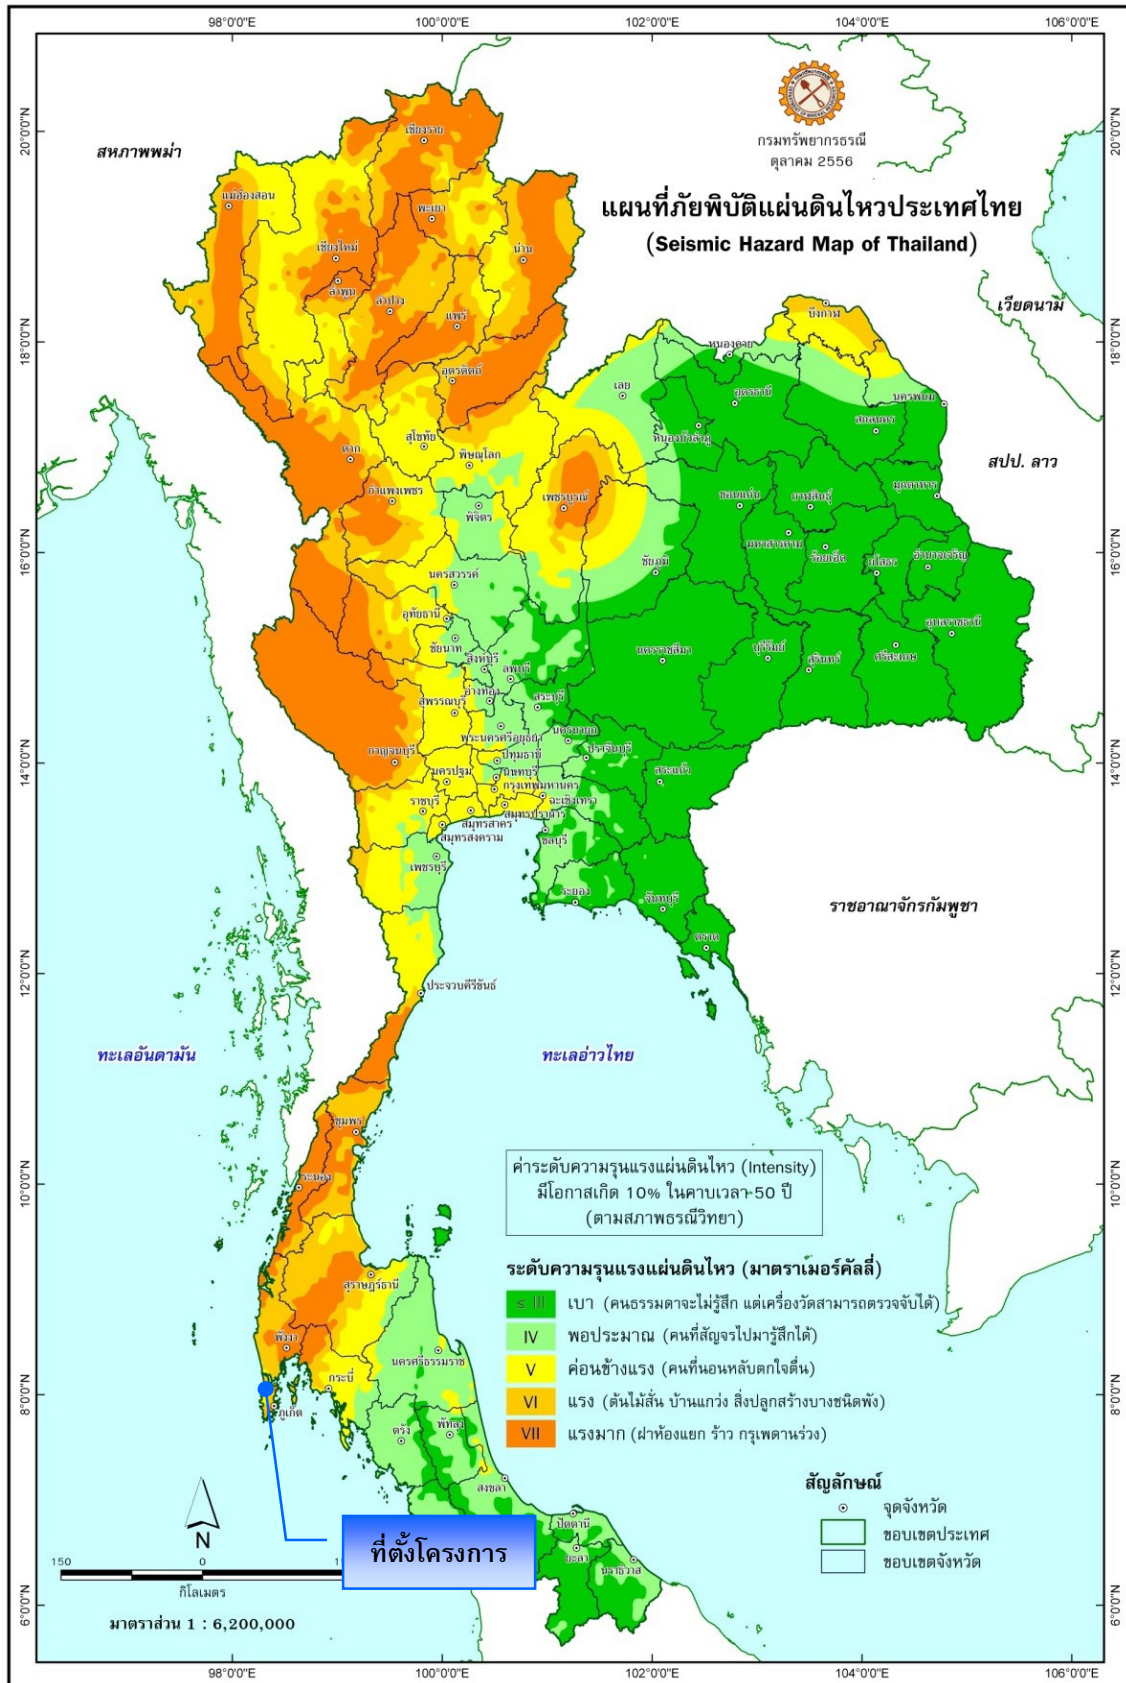 98°0'0"E
100°0'0"E
102°0'0"E
104°0'0"E
106°0'0"E
20°0'0"N
18°0'0"N
16°0'0"N
14°0'0"N
12°0'0"N
10°0'0"N
8°0'0"N
6°0'0"N
20°0'0"N
18°0'0"N
16°0'0"N
14°0'0"N
12°0'0"N
10°0'0"N
8°0'0"N
6°0'0"N
กรมทรัพยากรธรณี
ตุลาคม 2556
แผนที่ภัยพิบัติแผ่นดินไหวประเทศไทย
(Seismic Hazard Map of Thailand)
สหภาพพม่า
เวียดนาม
สปป. ลาว
ราชอาณาจักรกัมพูชา
ทะเลอันดามัน
ทะเลอ่าวไทย
เชียงราย
แม่ฮ่องสอน
พะเยา
เชียงใหม่
น่าน
ลำพูน
ลำปาง
แพร่
บึงกาฬ
หนองคาย
อุตรดิตถ์
เลย
อุดรธานี
นครพนม
สกลนคร
หนองบัวลำภู
สุโขทัย
ตาก
พิษณุโลก
กำแพงเพชร
พิจิตร
เพชรบูรณ์
ขอนแก่น
กาฬสินธุ์
มุกดาหาร
มหาสารคาม
ร้อยเอ็ด
ยโสธร
อำนาจเจริญ
ชัยภูมิ
นครสวรรค์
อุทัยธานี
ชัยนาท
สิงห์บุรี
ลพบุรี
อุบลราชธานี
นครราชสีมา
บุรีรัมย์
สุรินทร์
ศรีสะเกษ
อ่างทอง
สระบุรี
สุพรรณบุรี
พระนครศรีอยุธยา
นครนายก
ปราจีนบุรี
กาญจนบุรี
ปทุมธานี
นครปฐม
นนทบุรี
กรุงเทพมหานคร
สระแก้ว
ราชบุรี
ฉะเชิงเทรา
สมุทรปราการ
สมุทรสาคร
สมุทรสงคราม
ชลบุรี
เพชรบุรี
ระยอง
จันทบุรี
ตราด
ประจวบคีรีขันธ์
ชุมพร
ระนอง
สุราษฎร์ธานี
พังงา
นครศรีธรรมราช
กระบี่
ภูเก็ต
ตรัง
พัทลุง
สงขลา
ปัตตานี
ยะลา
นราธิวาส
ค่าระดับความรุนแรงแผ่นดินไหว (Intensity)
มีโอกาสเกิด 10% ในคาบเวลา 50 ปี
(ตามสภาพธรณีวิทยา)
ระดับความรุนแรงแผ่นดินไหว (มาตราเมอร์คัลลี่)
≤ III เบา (คนธรรมดาจะไม่รู้สึก แต่เครื่องวัดสามารถตรวจจับได้)
IV พอประมาณ (คนที่สัญจรไปมารู้สึกได้)
V ค่อนข้างแรง (คนที่นอนหลับตกใจตื่น)
VI แรง (ต้นไม้สั่น บ้านแกว่ง สิ่งปลูกสร้างบางชนิดพัง)
VII แรงมาก (ฝาห้องแยก ร้าว กรุเพดานร่วง)
สัญลักษณ์
จุดจังหวัด
ขอบเขตประเทศ
ขอบเขตจังหวัด
ที่ตั้งโครงการ
N
150 0
กิโลเมตร
มาตราส่วน 1 : 6,200,000
98°0'0"E
100°0'0"E
102°0'0"E
104°0'0"E
106°0'0"E